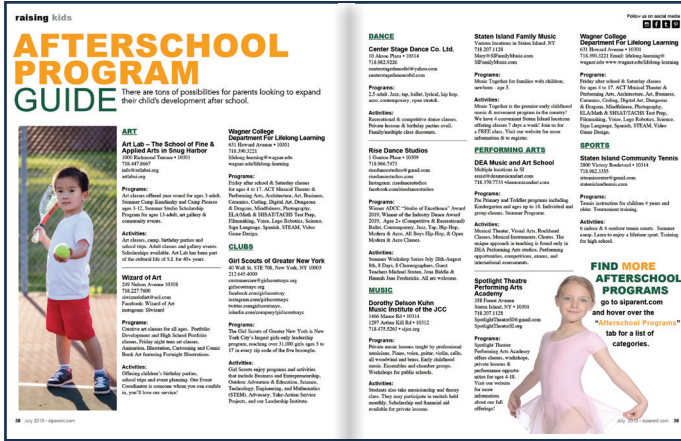 raising kids
AFTERSCHOOL
PROGRAM
GUIDE
There are tons of possibilities for parents looking to expand
their child's development after school.
ART
Art Lab – The School of Fine &
Applied Arts in Snug Harbor
1000 Richmond Terrace • 10301
718.447.8667
info@artlabsi.org
artlabsi.org
Programs:
Art classes offered year round for ages 3-adult.
Summer Camp Kandinsky and Camp Picasso
ages 5-12, Summer Studio Scholarship
Program for ages 13-adult, art gallery &
community events.
Activities:
Art classes, camp, birthday parties and
school trips. Adult classes and gallery events.
Scholarships available. Art Lab has been part
of the cultural life of S.I. for 40+ years.
Wizard of Art
249 Nelson Avenue 10308
718.227.7600
Facebook: Wizard of Art
instagram: SIwizard
Programs:
Creative art classes for all ages. Portfolio
Development and High School Portfolio
classes, Friday night teen art classes,
Animation, Illustration, Cartooning and Comic
Book Art featuring Fortnight Illustrations.
Activities:
Offering children's birthday parties,
school trips and event planning. Our Event
Coordinator is someone whom you can confide
in, you'll love our service!
Wagner College
Department For Lifelong Learning
631 Howard Avenue • 10301
718.390.3221
lifelong-learning@wagner.edu
wagner.edu/lifelong-learning
Programs:
Friday after school & Saturday classes
for ages 4 to 17. ACT Musical Theater &
Performing Arts, Architecture, Art, Business,
Ceramics, Coding, Digital Art, Dungeons
& Dragons, Mindfulness, Photography,
ELA/Math & SHSAT/TACHS Test Prep,
Filmmaking, Voice, Lego Robotics, Science,
Sign Language, Spanish, STEAM, Video
Game Design.
CLUBS
Girl Scouts of Greater New York
40 Wall St, STE 708, New York, NY 10005
212.645.4000
customercare@girlscoutsnyc.org
girlscoutsnyc.org
facebook.com/girlscoutsnyc
instagram.com/girlscoutsnyc
twitter.com/girlscoutsnyc,
linkedin.com/company/girlscoutsnyc
Programs:
The Girl Scouts of Greater New York is New
York City's largest girls-only leadership
program, reaching over 31,000 girls ages 5 to
17 in every zip code of the five boroughs.
Activities:
Girl Scouts enjoy programs and activities
that include Business and Entrepreneurship,
Outdoor Adventure & Education, Science,
Technology, Engineering, and Mathematics
(STEM), Advocacy, Take-Action Service
Projects, and our Leadership Institute.
38 July 2019 - siparent.com
DANCE
Center Stage Dance Co. Ltd.
10 Akron Place • 10314
718.982.9226
centerstagedanceltd@yahoo.com
centerstagedanceltd.com
Programs:
2.5-adult. Jazz, tap, ballet, lyrical, hip hop,
acro, contemporary, open stretch.
Activities:
Recreational & competitive dance classes.
Private lessons & birthday parties avail.
Family/multiple class discounts.
Rise Dance Studios
1 Goance Place • 10309
718.966.7473
risedancestudios@gmail.com
risedancestudios.com
Instagram: risedancestudios
facebook.com/risedancestudios
Programs:
Winner ADCC "Studio of Excellence" Award
2019, Winner of the Industry Dance Award
2019; Ages 2+ (Competitive & Recreational)
Ballet, Contemporary, Jazz, Tap, Hip Hop,
Modern & Acro, All Boys Hip Hop, & Open
Modern & Acro Classes.
Activities:
Summer Workshop Series July 28th-August
8th, 8 Days, 8 Choreographers, Guest
Teachers Michael Susten, Jona Biddle &
Hannah Jean Fredericks. All are welcome.
MUSIC
Dorothy Delson Kuhn
Music Institute of the JCC
1466 Manor Rd • 10314
1297 Arthur Kill Rd • 10312
718.475.5263 • sijcc.org
Programs:
Private music lessons taught by professional
musicians. Piano, voice, guitar, violin, cello,
all woodwind and brass. Early childhood
music. Ensembles and chamber groups.
Workshops for public schools.
Activities:
Students also take musicianship and theory
class. They may participate in recitals held
monthly. Scholarship and financial aid
available for private lessons.
Staten Island Family Music
Various locations in Staten Island, NY
718.207.1128
Mary@SIFamilyMusic.com
SIFamilyMusic.com
Programs:
Music Together for families with children;
newborn - age 5.
Activities:
Music Together is the premier early childhood
music & movement program in the country!
We have 4 convenient Staten Island locations
offering classes 7 days a week! Join us for
a FREE class. Visit our website for more
information & to register.
PERFORMING ARTS
DEA Music and Art School
Multiple locations in SI
718.370.7733 •
Programs:
Pre Primary and Toddler programs including
Kindergarten and ages up to 18. Individual and
group classes. Summer Programs.
Activities:
Musical Theater, Visual Arts, Rockband
Classes, Musical Instruments, Chorus. The
unique approach in teaching is found only in
DEA Performing Arts studios. Performing
opportunities, competitions, exams, and
international assessments.
Spotlight Theatre
Performing Arts
Academy
358 Forest Avenue
Staten Island, NY • 10301
718.207.1128
SpotlightTheatreSI@gmail.com
SpotlightTheatreSI.org
Programs:
Spotlight Theater
Performing Arts Academy
offers classes, workshops,
private lessons &
performance opportu-
nities for ages 4-18.
Visit our website
for more
information
about our fall
offerings!
Follow us on social media
Wagner College
Department For Lifelong Learning
631 Howard Avenue • 10301
718.390.3221 Email: lifelong-learning@
wagner.edu www.wagner.edu/lifelong-learning
Programs:
Friday after school & Saturday classes
for ages 4 to 17. ACT Musical Theater &
Performing Arts, Architecture, Art, Business,
Ceramics, Coding, Digital Art, Dungeons
& Dragons, Mindfulness, Photography,
ELA/Math & SHSAT/TACHS Test Prep,
Filmmaking, Voice, Lego Robotics, Science,
Sign Language, Spanish, STEAM, Video
Game Design.
SPORTS
Staten Island Community Tennis
2800 Victory Boulevard • 10314
718.982.3355
statenislandtennis.com
Programs:
Tennis instruction for children 4 years and
older. Tournament training.
Activities:
6 indoor & 6 outdoor tennis courts. Summer
camp. Learn to enjoy a lifetime sport. Training
for high school.
FIND MORE
AFTERSCHOOL
PROGRAMS
go to siparent.com
and hover over the
"Afterschool Programs"
tab for a list of
categories.
July 2019 - siparent.com 39